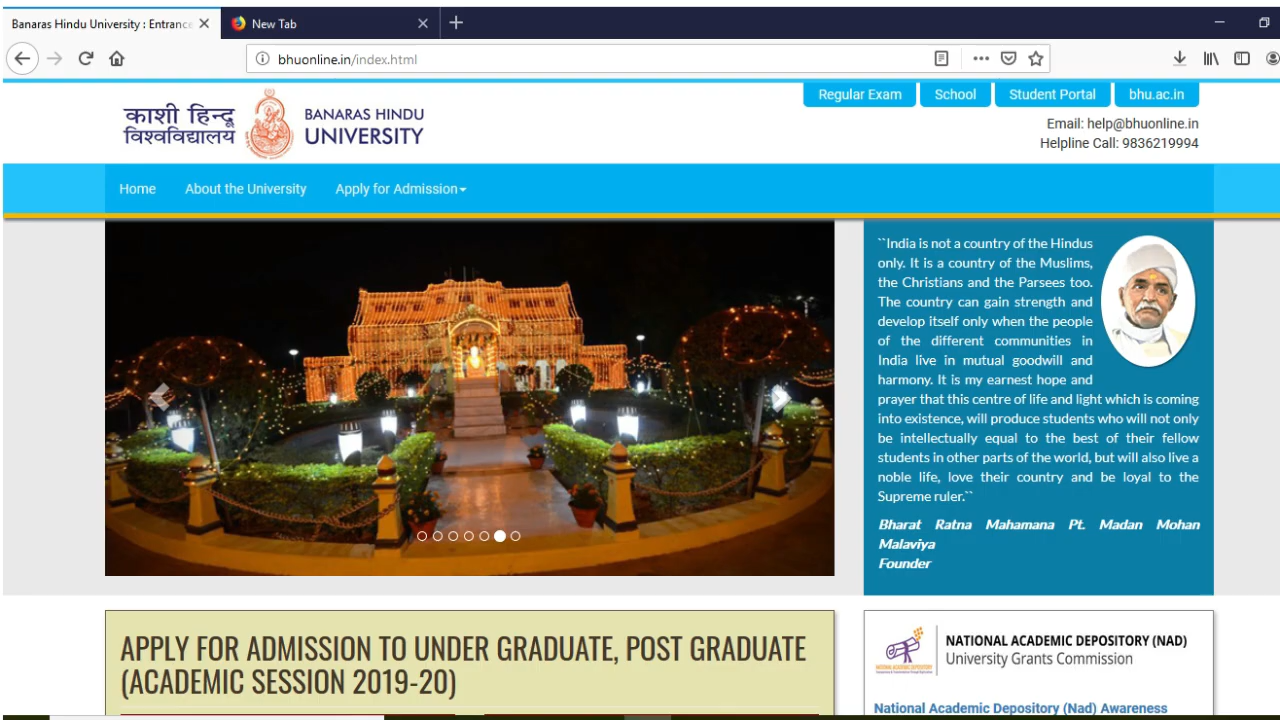 Banaras Hindu University : Entrance
New Tab
bhuonline.in/index.html
Regular Exam
School
Student Portal
bhu.ac.in
काशी हिन्दू
विश्वविद्यालय
BANARAS HINDU
UNIVERSITY
Email: help@bhuonline.in
Helpline Call: 9836219994
Home
About the University
Apply for Admission
``India is not a country of the Hindus
only. It is a country of the Muslims,
the Christians and the Parsees too.
The country can gain strength and
develop itself only when the people
of the different communities in
India live in mutual goodwill and
harmony. It is my earnest hope and
prayer that this centre of life and light which is coming
into existence, will produce students who will not only
be intellectually equal to the best of their fellow
students in other parts of the world, but will also live a
noble life, love their country and be loyal to the
Supreme ruler.``
Bharat Ratna Mahamana Pt. Madan Mohan
Malaviya
Founder
APPLY FOR ADMISSION TO UNDER GRADUATE, POST GRADUATE
(ACADEMIC SESSION 2019-20)
NATIONAL ACADEMIC DEPOSITORY (NAD)
University Grants Commission
NATIONAL ACADEMIC DEPOSITORY
National Academic Depository (Nad) Awareness